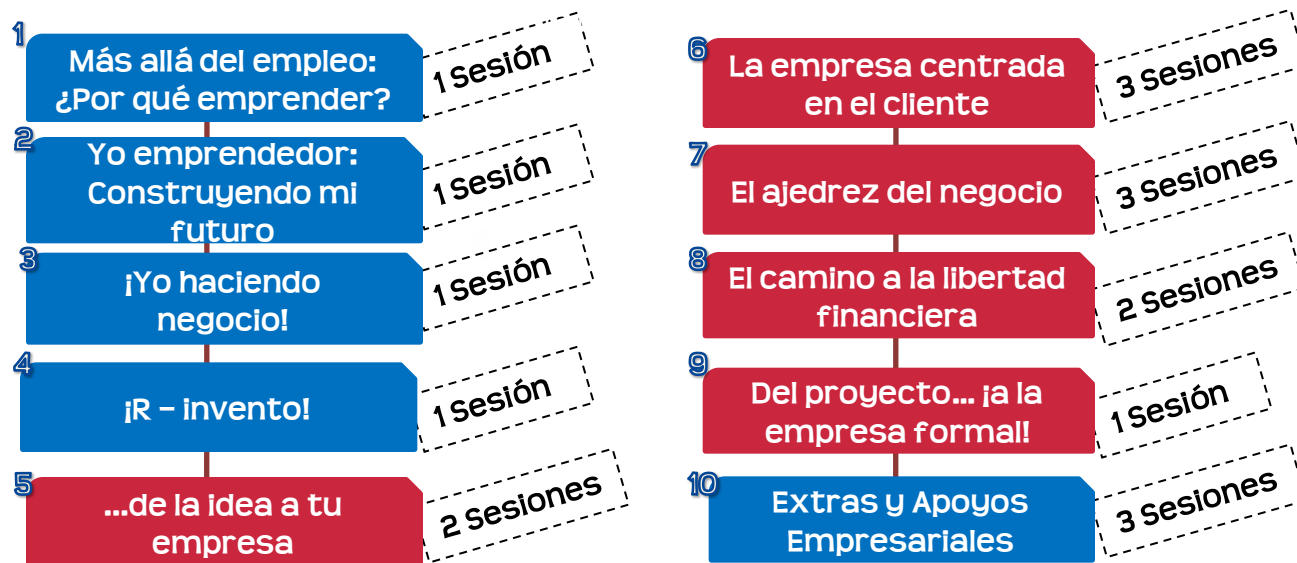 1
Más allá del empleo:
¿Por qué emprender?
1 Sesión
2
Yo emprendedor:
Construyendo mi
futuro
1 Sesión
3
¡Yo haciendo
negocio!
1 Sesión
4
¡R – invento!
1 Sesión
5
...de la idea a tu
empresa
2 Sesiones
6
La empresa centrada
en el cliente
3 Sesiones
7
El ajedrez del negocio
3 Sesiones
8
El camino a la libertad
financiera
2 Sesiones
9
Del proyecto... ¡a la
empresa formal!
1 Sesión
10
Extras y Apoyos
Empresariales
3 Sesiones